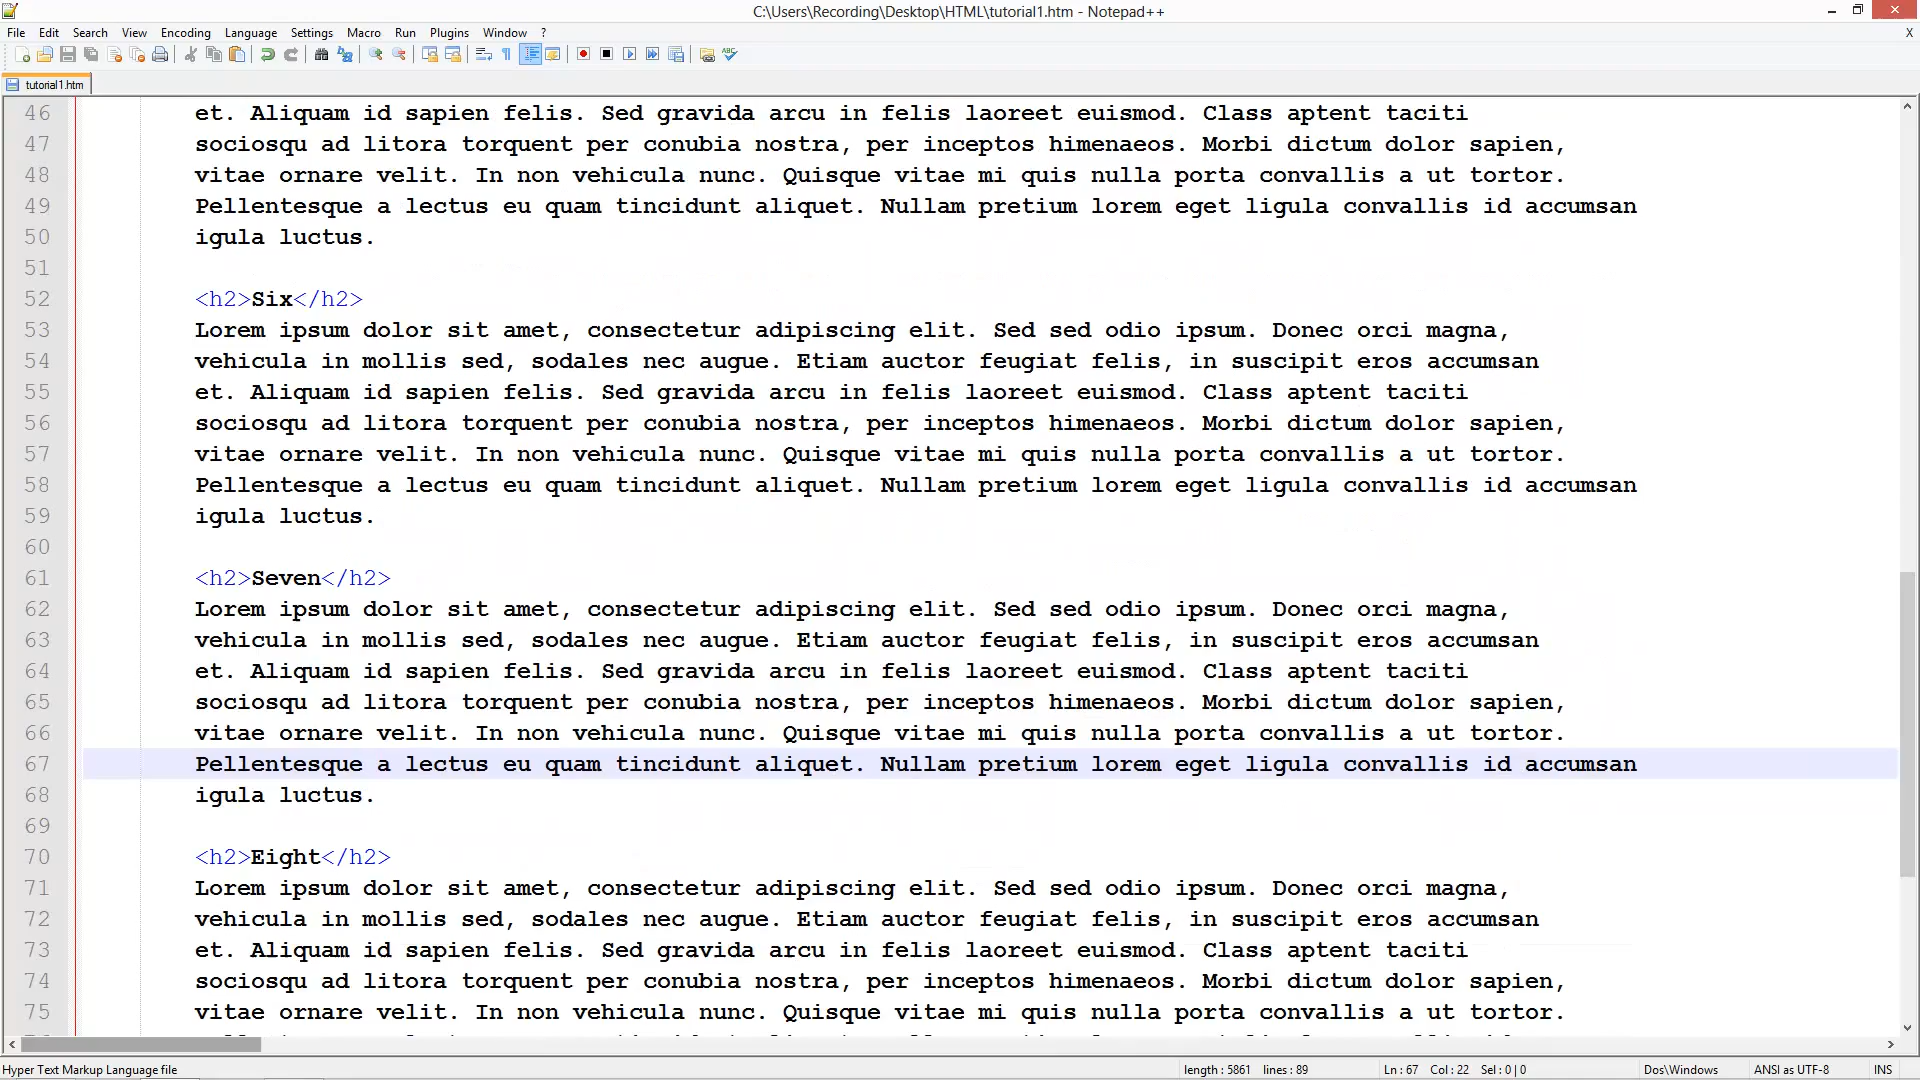 C:\Users\Recording\Desktop\HTML\tutorial1.htm - Notepad++
File Edit Search View Encoding Language Settings Macro Run Plugins Window ? X
tutorial1.htm
46 et. Aliquam id sapien felis. Sed gravida arcu in felis laoreet euismod. Class aptent taciti
47 sociosqu ad litora torquent per conubia nostra, per inceptos himenaeos. Morbi dictum dolor sapien,
48 vitae ornare velit. In non vehicula nunc. Quisque vitae mi quis nulla porta convallis a ut tortor.
49 Pellentesque a lectus eu quam tincidunt aliquet. Nullam pretium lorem eget ligula convallis id accumsan
50 igula luctus.
51
52 <h2>Six</h2>
53 Lorem ipsum dolor sit amet, consectetur adipiscing elit. Sed sed odio ipsum. Donec orci magna,
54 vehicula in mollis sed, sodales nec augue. Etiam auctor feugiat felis, in suscipit eros accumsan
55 et. Aliquam id sapien felis. Sed gravida arcu in felis laoreet euismod. Class aptent taciti
56 sociosqu ad litora torquent per conubia nostra, per inceptos himenaeos. Morbi dictum dolor sapien,
57 vitae ornare velit. In non vehicula nunc. Quisque vitae mi quis nulla porta convallis a ut tortor.
58 Pellentesque a lectus eu quam tincidunt aliquet. Nullam pretium lorem eget ligula convallis id accumsan
59 igula luctus.
60
61 <h2>Seven</h2>
62 Lorem ipsum dolor sit amet, consectetur adipiscing elit. Sed sed odio ipsum. Donec orci magna,
63 vehicula in mollis sed, sodales nec augue. Etiam auctor feugiat felis, in suscipit eros accumsan
64 et. Aliquam id sapien felis. Sed gravida arcu in felis laoreet euismod. Class aptent taciti
65 sociosqu ad litora torquent per conubia nostra, per inceptos himenaeos. Morbi dictum dolor sapien,
66 vitae ornare velit. In non vehicula nunc. Quisque vitae mi quis nulla porta convallis a ut tortor.
67 Pellentesque a lectus eu quam tincidunt aliquet. Nullam pretium lorem eget ligula convallis id accumsan
68 igula luctus.
69
70 <h2>Eight</h2>
71 Lorem ipsum dolor sit amet, consectetur adipiscing elit. Sed sed odio ipsum. Donec orci magna,
72 vehicula in mollis sed, sodales nec augue. Etiam auctor feugiat felis, in suscipit eros accumsan
73 et. Aliquam id sapien felis. Sed gravida arcu in felis laoreet euismod. Class aptent taciti
74 sociosqu ad litora torquent per conubia nostra, per inceptos himenaeos. Morbi dictum dolor sapien,
75 vitae ornare velit. In non vehicula nunc. Quisque vitae mi quis nulla porta convallis a ut tortor.
Hyper Text Markup Language file length : 5861 lines : 89 Ln : 67 Col : 22 Sel : 0 | 0 Dos\Windows ANSI as UTF-8 INS